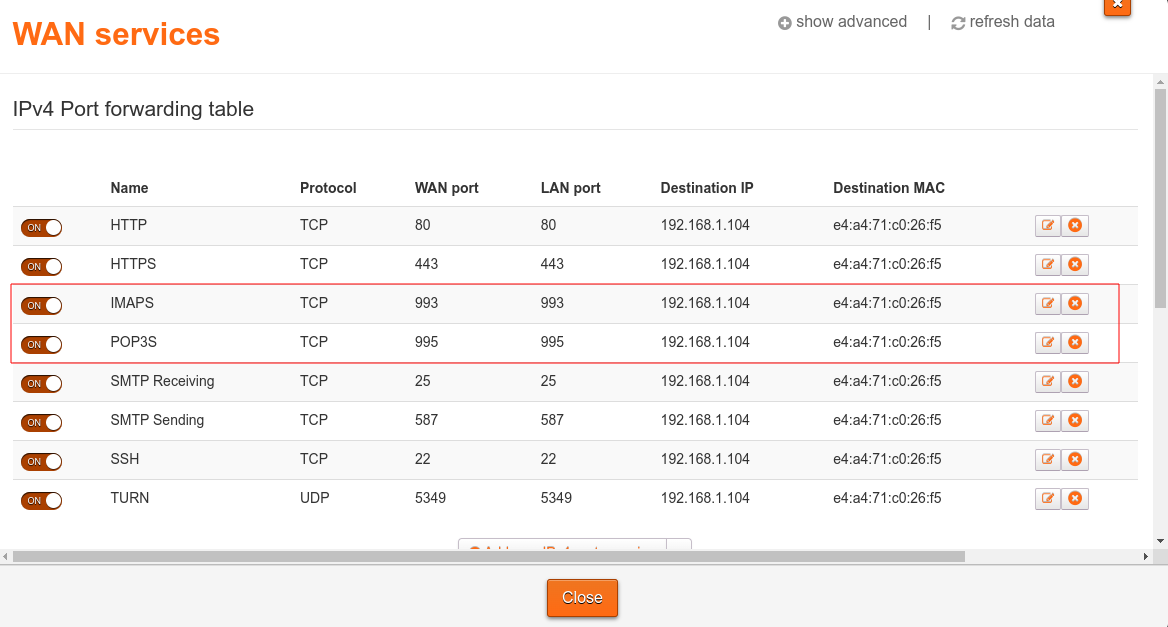 WAN services
show advanced | refresh data
IPv4 Port forwarding table
Name Protocol WAN port LAN port Destination IP Destination MAC
ON HTTP TCP 80 80 192.168.1.104 e4:a4:71:c0:26:f5
ON HTTPS TCP 443 443 192.168.1.104 e4:a4:71:c0:26:f5
ON IMAPS TCP 993 993 192.168.1.104 e4:a4:71:c0:26:f5
ON POP3S TCP 995 995 192.168.1.104 e4:a4:71:c0:26:f5
ON SMTP Receiving TCP 25 25 192.168.1.104 e4:a4:71:c0:26:f5
ON SMTP Sending TCP 587 587 192.168.1.104 e4:a4:71:c0:26:f5
ON SSH TCP 22 22 192.168.1.104 e4:a4:71:c0:26:f5
ON TURN UDP 5349 5349 192.168.1.104 e4:a4:71:c0:26:f5
Close